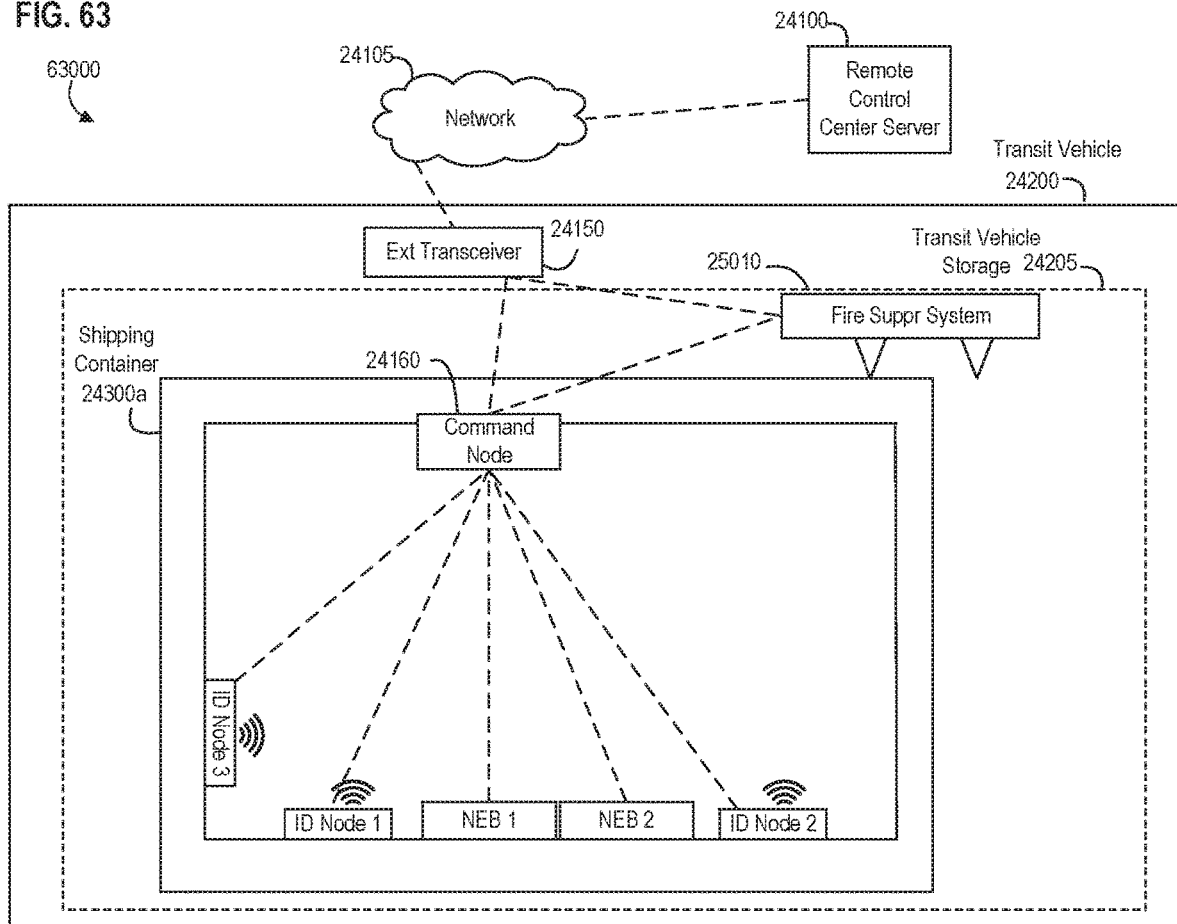 FIG. 63
24100
24105
63000
Remote
Control
Center Server
Network
Transit Vehicle
24200
24150
Ext Transceiver
Transit Vehicle
Storage 24205
25010
Fire Suppr System
Shipping
Container
24300a
24160
Command
Node
ID Node 3
ID Node 1
NEB 1
NEB 2
ID Node 2